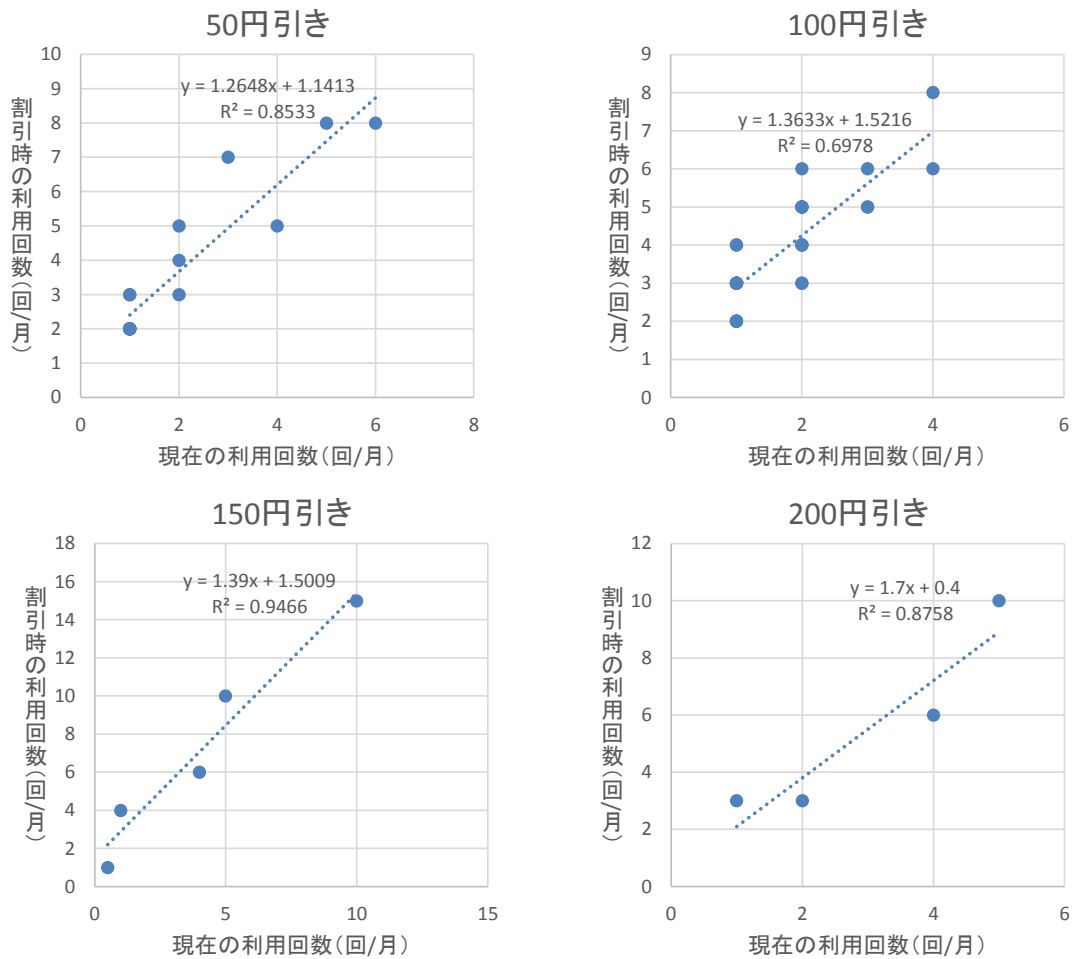 50円引き
y = 1.2648x + 1.1413
R² = 0.8533
10
9
8
7
6
5
4
3
2
1
0
0
2
4
6
8
割引時の利用回数(回/月)
現在の利用回数(回/月)
100円引き
y = 1.3633x + 1.5216
R² = 0.6978
9
8
7
6
5
4
3
2
1
0
0
2
4
6
割引時の利用回数(回/月)
現在の利用回数(回/月)
150円引き
y = 1.39x + 1.5009
R² = 0.9466
18
16
14
12
10
8
6
4
2
0
0
5
10
15
割引時の利用回数(回/月)
現在の利用回数(回/月)
200円引き
y = 1.7x + 0.4
R² = 0.8758
12
10
8
6
4
2
0
0
2
4
6
割引時の利用回数(回/月)
現在の利用回数(回/月)